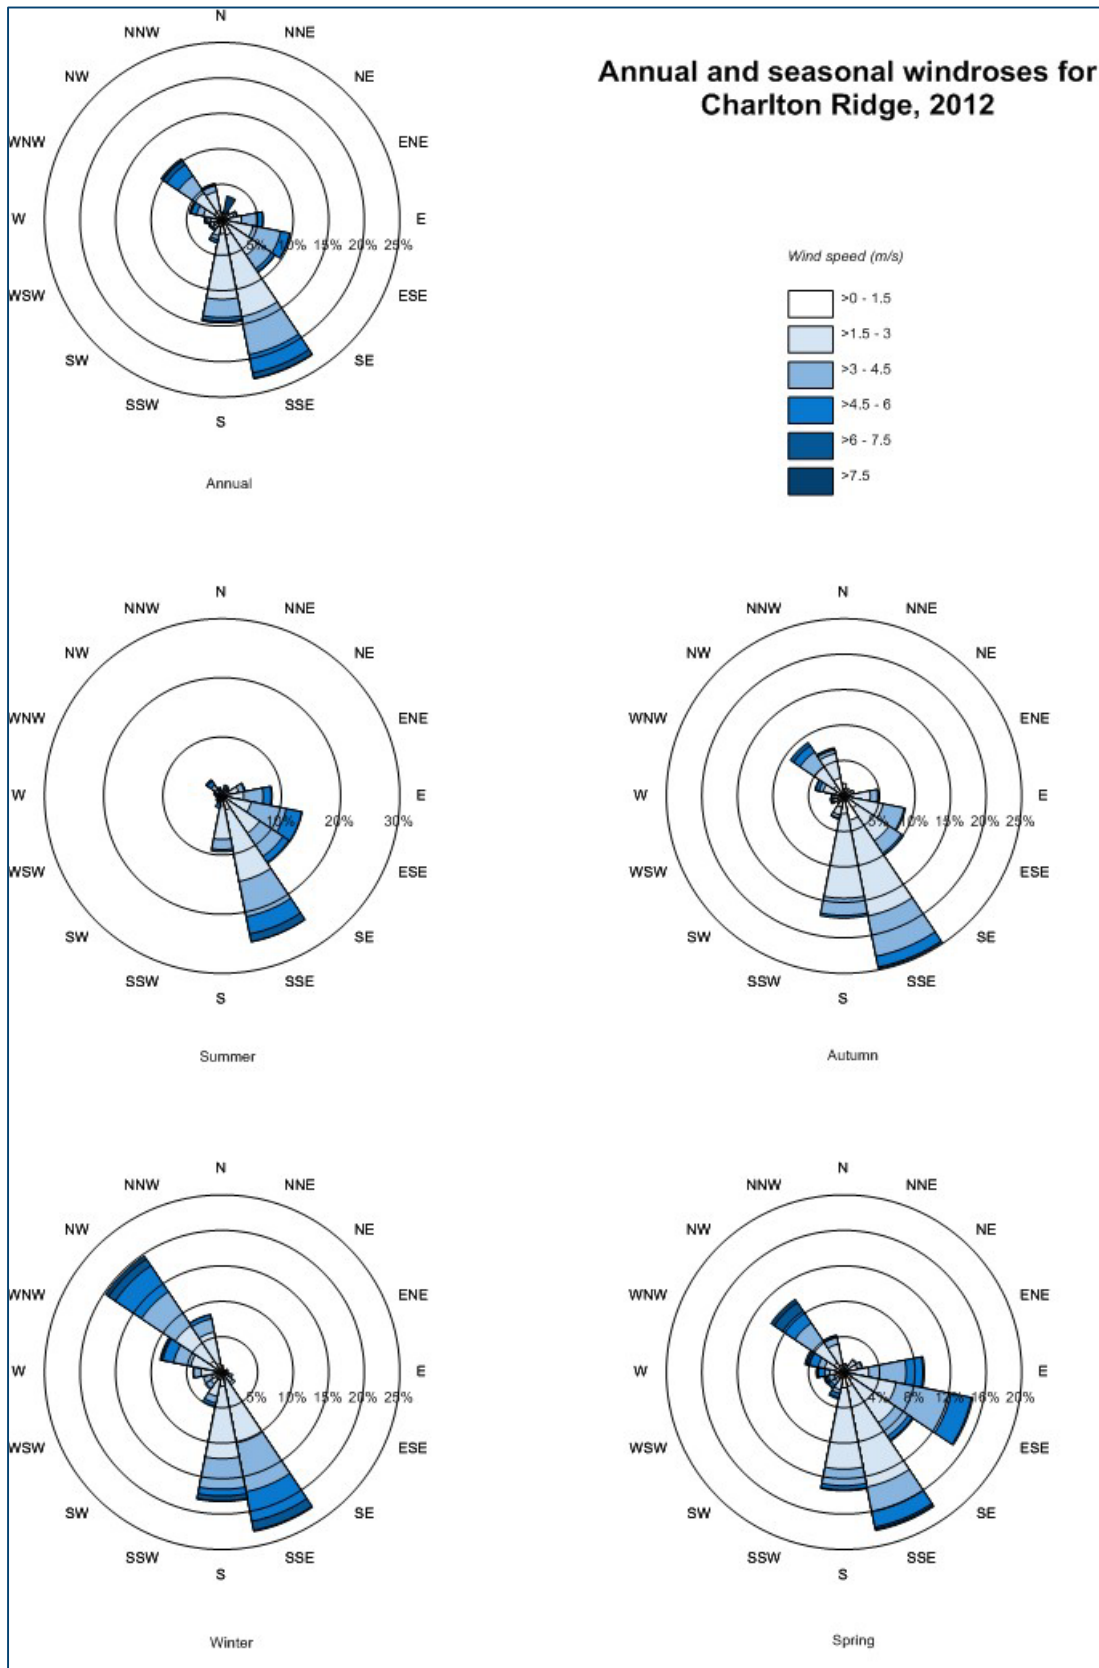 Annual and seasonal windroses for
Charlton Ridge, 2012
N
NNW NNE
NW NE
WNW ENE
W E
5% 10% 15% 20% 25%
WSW ESE
SW SE
SSW SSE
S
Annual
Wind speed (m/s)
>0 - 1.5
>1.5 - 3
>3 - 4.5
>4.5 - 6
>6 - 7.5
>7.5
N
NNW NNE
NW NE
WNW ENE
W E
10% 20% 30%
WSW ESE
SW SE
SSW SSE
S
Summer
N
NNW NNE
NW NE
WNW ENE
W E
5% 10% 15% 20% 25%
WSW ESE
SW SE
SSW SSE
S
Autumn
N
NNW NNE
NW NE
WNW ENE
W E
5% 10% 15% 20% 25%
WSW ESE
SW SE
SSW SSE
S
Winter
N
NNW NNE
NW NE
WNW ENE
W E
4% 8% 12% 16% 20%
WSW ESE
SW SE
SSW SSE
S
Spring